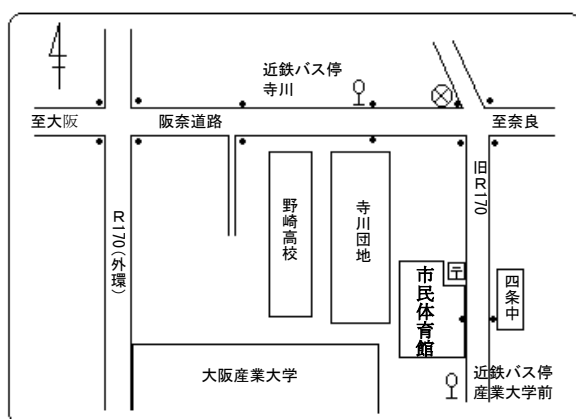 近鉄バス停
寺川
至大阪
阪奈道路
至奈良
旧R170
R170(外環)
野崎高校
寺川団地
〒
市民体育館
四条中
大阪産業大学
近鉄バス停
産業大学前